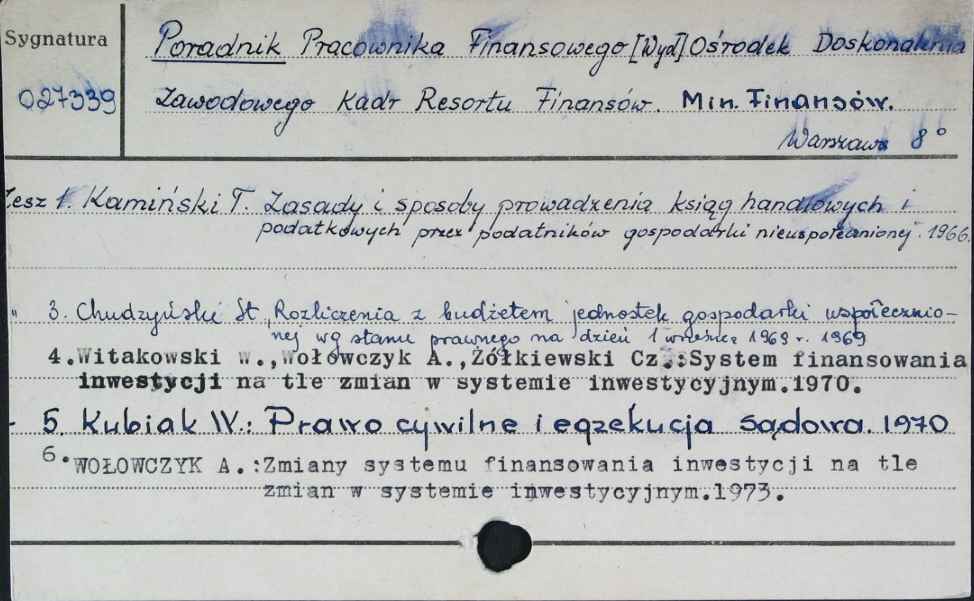 Sygnatura
027339
Poradnik Pracownika Finansowego [Wyd] Ośrodek Doskonalenia
Zawodowego Kadr Resortu Finansów. Min. Finansów.
Warszawa 8°
Zesz 1. Kamiński T. Zasady i sposoby prowadzenia ksiąg handlowych i
podatkowych przez podatników gospodarki nieuspołecznionej. 1966.
" 3. Chudzyński St, Rozliczenia z budżetem jednostek gospodarki uspołecznio-
nej wg stanu prawnego na dzień 1 września 1969 r. 1969
4. Witakowski W., Wołowczyk A., Żółkiewski Cz.: System finansowania
inwestycji na tle zmian w systemie inwestycyjnym. 1970.
- 5. Kubiak W.: Prawo cywilne i egzekucja sądowa. 1970
6. WOŁOWCZYK A.: Zmiany systemu finansowania inwestycji na tle
zmian w systemie inwestycyjnym. 1973.